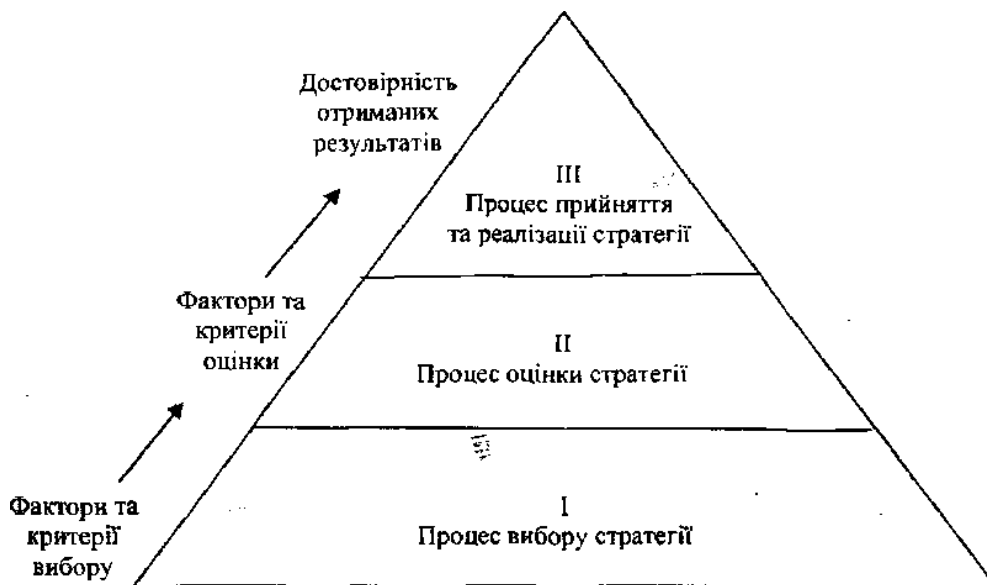 Достовірність
отриманих
результатів
III
Процес прийняття
та реалізації стратегії
Фактори та
критерії
оцінки
II
Процес оцінки стратегії
Фактори та
критерії
вибору
I
Процес вибору стратегії